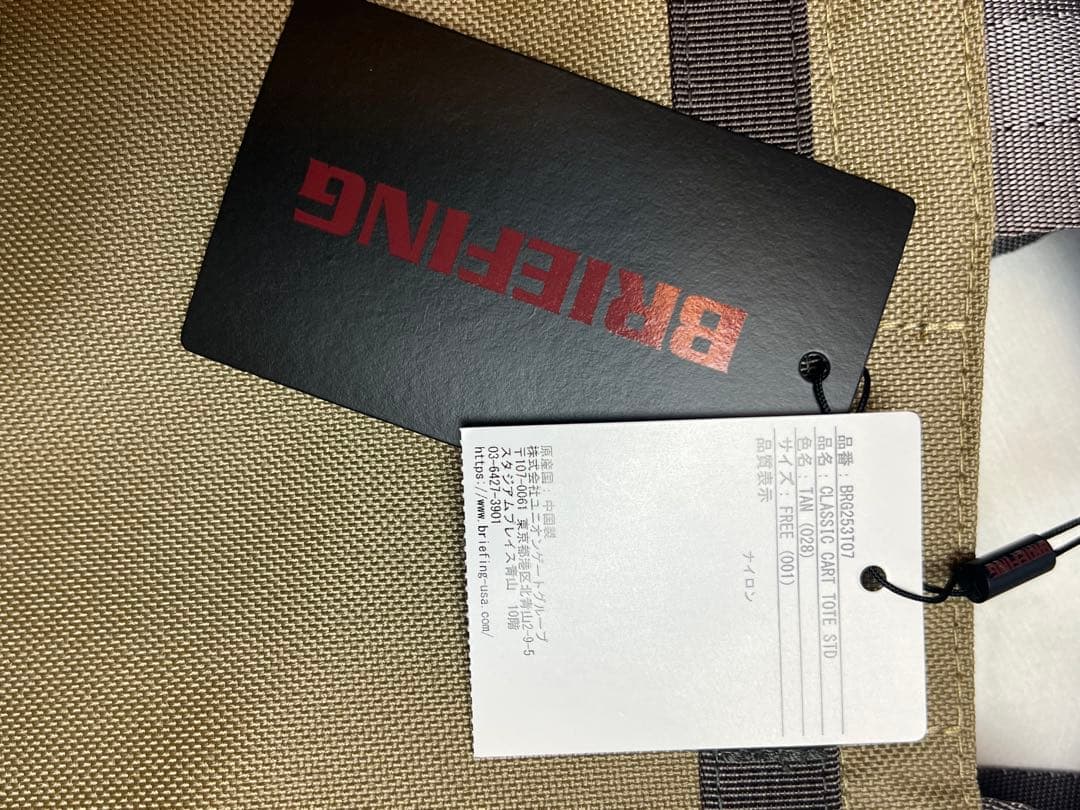 BRIEFING
品番：BRG253T07
品名：CLASSIC CART TOTE STD
色名：TAN (028)
サイズ：FREE (001)
品質表示
ナイロン
原産国：中国製
株式会社ユニオンゲートグループ
〒107-0061 東京都港区北青山2-9-5
スタジアムプレイス青山 10階
03-6427-3901
https://www.briefing-usa.com/
BRIEFING